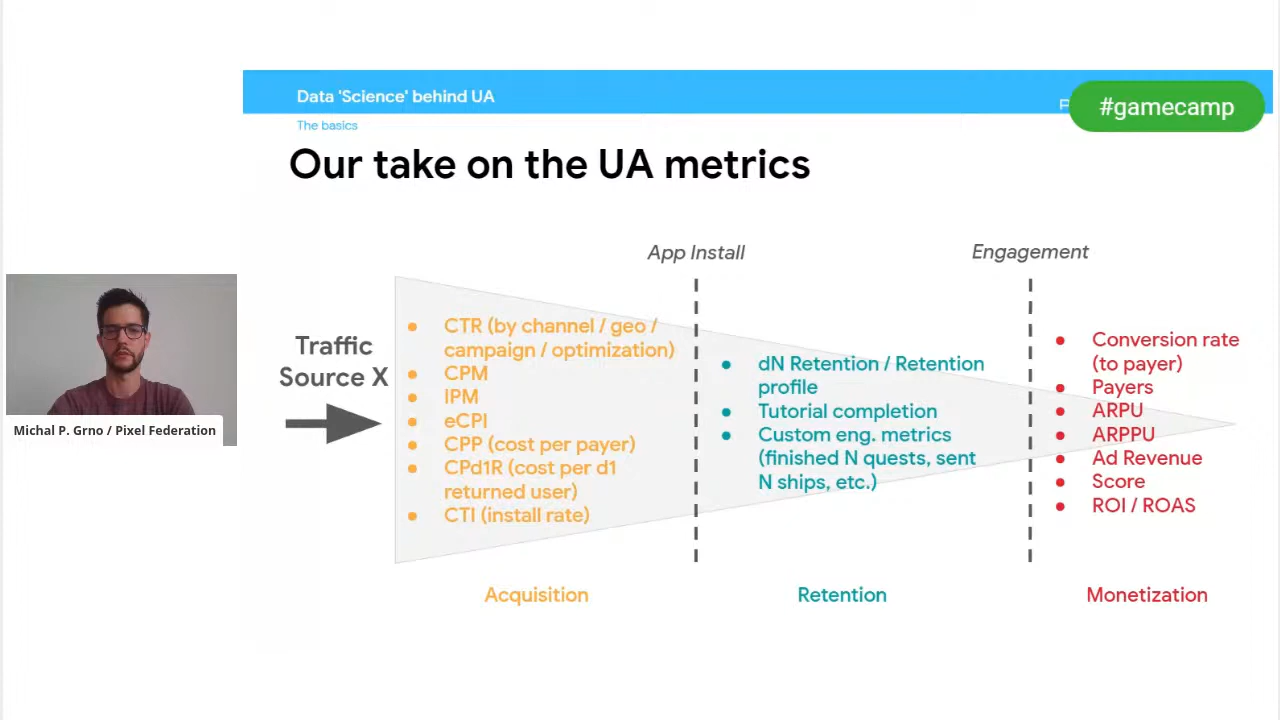 Data 'Science' behind UA
#gamecamp
The basics
Our take on the UA metrics
App Install
Engagement
Traffic
Source X
CTR (by channel / geo /
campaign / optimization)
CPM
IPM
eCPI
CPP (cost per payer)
CPd1R (cost per d1
returned user)
CTI (install rate)
dN Retention / Retention
profile
Tutorial completion
Custom eng. metrics
(finished N quests, sent
N ships, etc.)
Conversion rate
(to payer)
Payers
ARPU
ARPPU
Ad Revenue
Score
ROI / ROAS
Michal P. Grno / Pixel Federation
Acquisition
Retention
Monetization